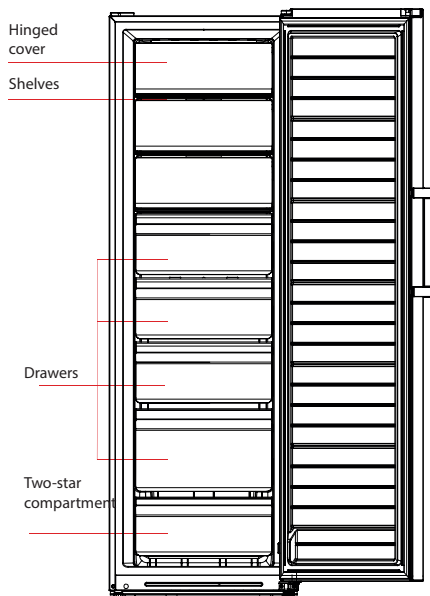 Hinged
cover
Shelves
Drawers
Two-star
compartment